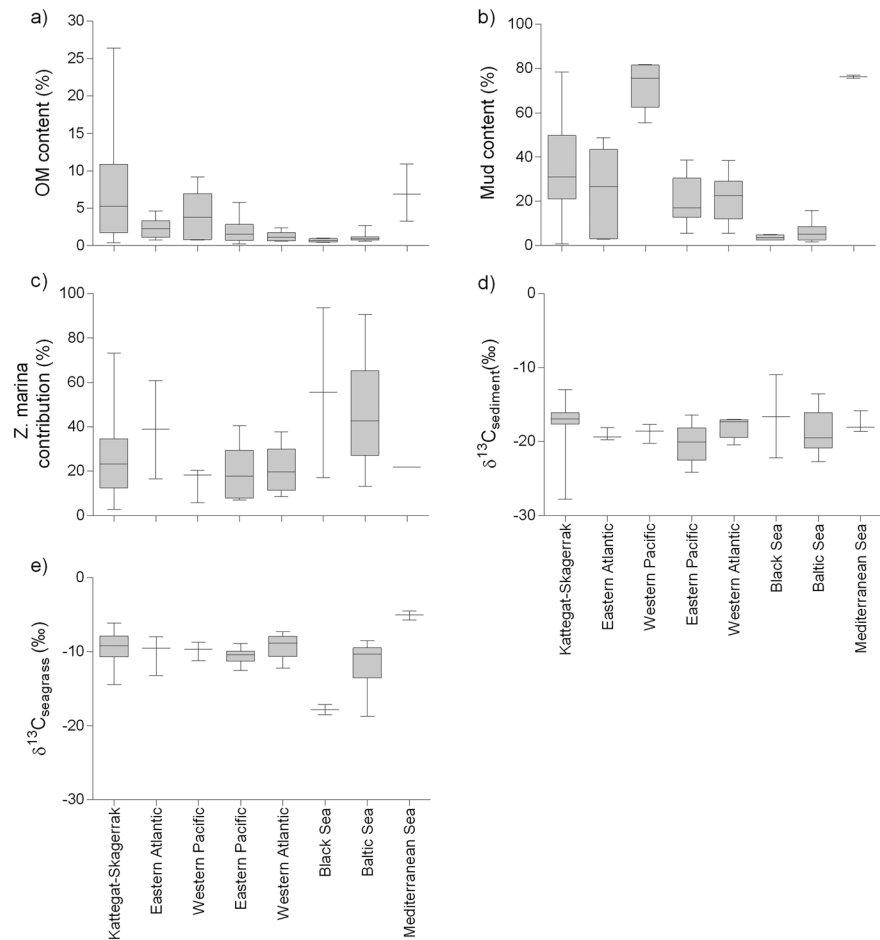 a)
OM content (%)
30
25
20
15
10
5
0
b)
Mud content (%)
100
80
60
40
20
0
c)
Z. marina
contribution (%)
100
80
60
40
20
0
d)
δ13Csediment(‰)
0
-10
-20
-30
Kattegat-Skagerrak
Eastern Atlantic
Western Pacific
Eastern Pacific
Western Atlantic
Black Sea
Baltic Sea
Mediterranean Sea
e)
δ13Cseagrass (‰)
0
-10
-20
-30
Kattegat-Skagerrak
Eastern Atlantic
Western Pacific
Eastern Pacific
Western Atlantic
Black Sea
Baltic Sea
Mediterranean Sea